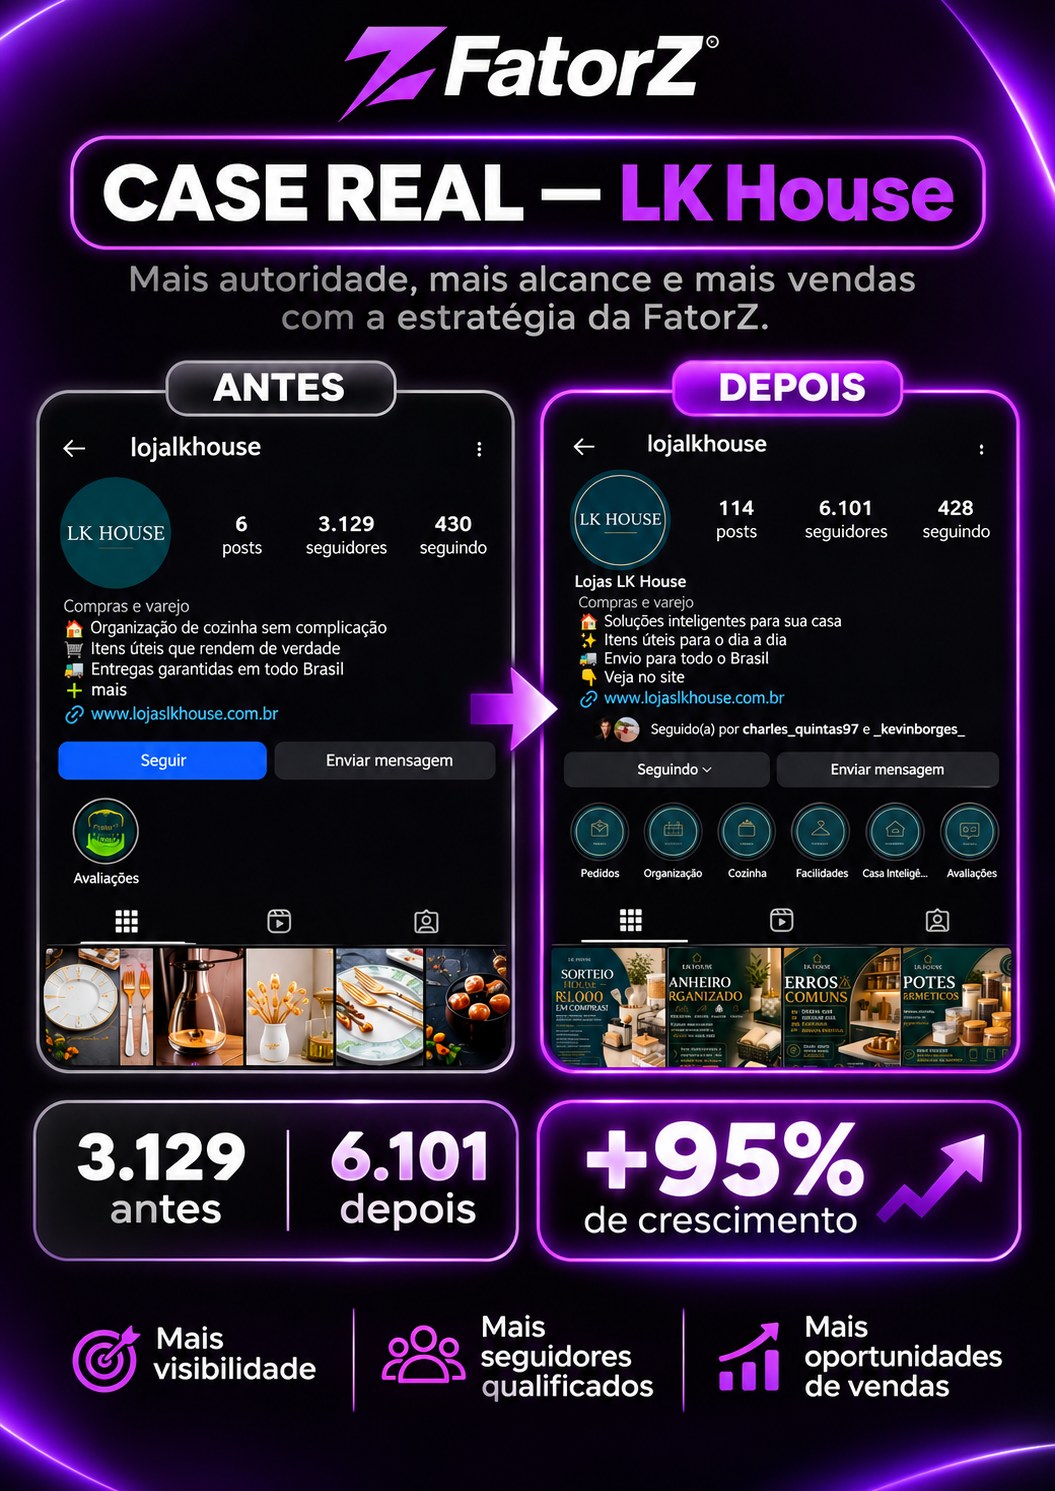 FatorZ
CASE REAL — LK House
Mais autoridade, mais alcance e mais vendas
com a estratégia da FatorZ.
ANTES
lojalkhouse
LK HOUSE
6
posts
3.129
seguidores
430
seguindo
Compras e varejo
🏠 Organização de cozinha sem complicação
🛒 Itens úteis que rendem de verdade
🚚 Entregas garantidas em todo Brasil
➕ mais
www.lojaslkhouse.com.br
Seguir
Enviar mensagem
Avaliações
DEPOIS
lojalkhouse
LK HOUSE
114
posts
6.101
seguidores
428
seguindo
Lojas LK House
Compras e varejo
🏠 Soluções inteligentes para sua casa
✨ Itens úteis para o dia a dia
🚚 Envio para todo o Brasil
👇 Veja no site
www.lojaslkhouse.com.br
Seguido(a) por charles_quintas97 e _kevinborges_
Seguindo
Enviar mensagem
Pedidos
Organização
Cozinha
Facilidades
Casa Inteligê...
Avaliações
SORTEIO
R$1.000
EM COMPRAS!
ANHEIRO
RGANIZADO
ERROS
COMUNS
POTES
ERMÉTICOS
3.129
antes
6.101
depois
+95%
de crescimento
Mais
visibilidade
Mais
seguidores
qualificados
Mais
oportunidades
de vendas